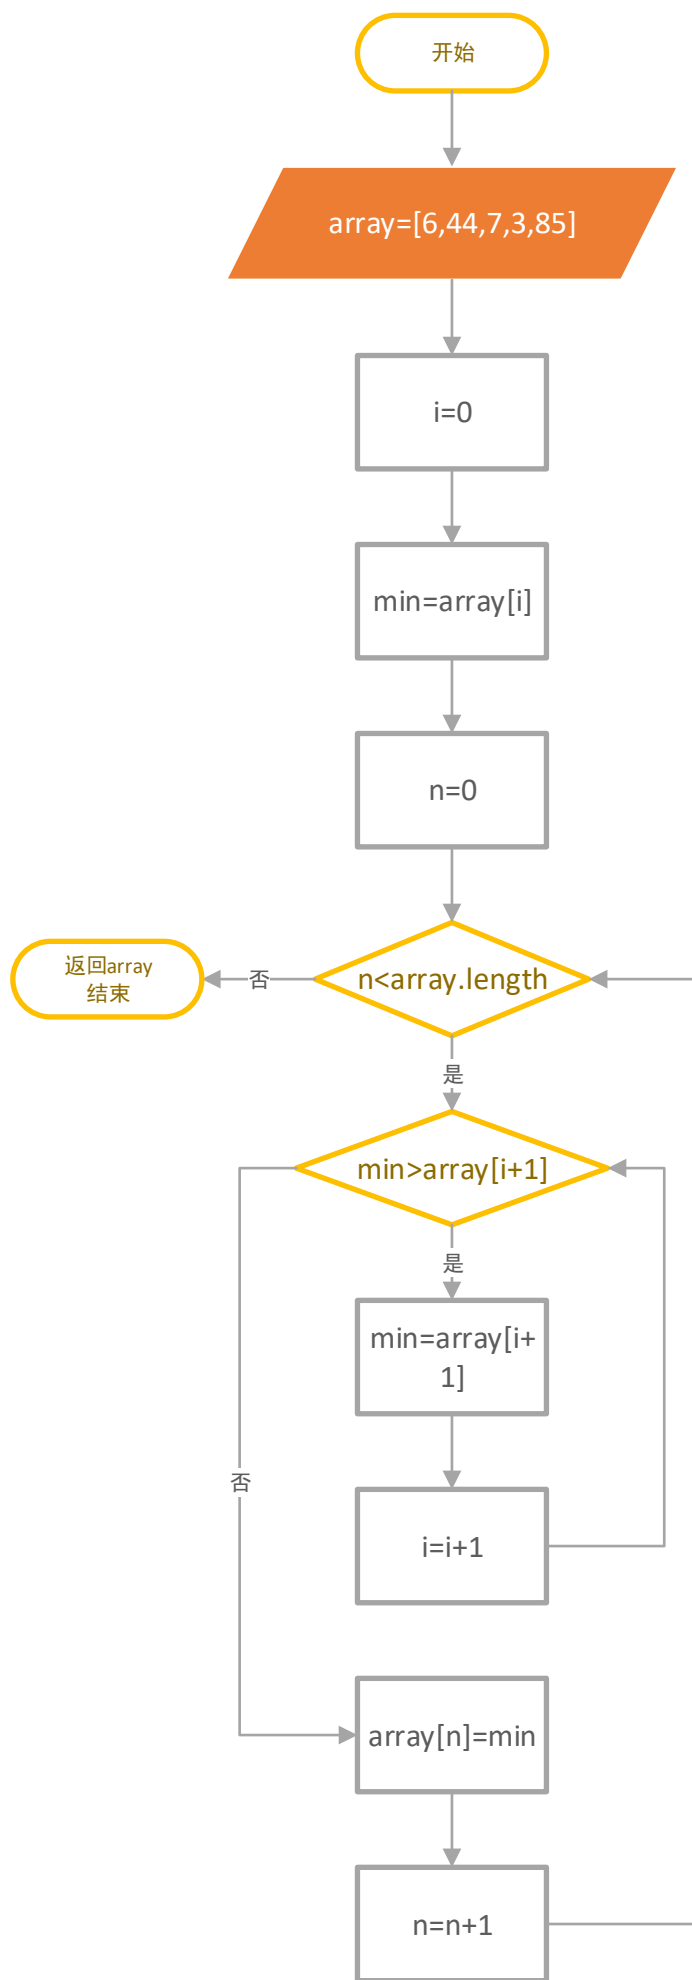 开始
array=[6,44,7,3,85]
i=0
min=array[i]
n=0
n<array.length
否
返回array
结束
是
min>array[i+1]
是
min=array[i+
1]
否
i=i+1
array[n]=min
n=n+1